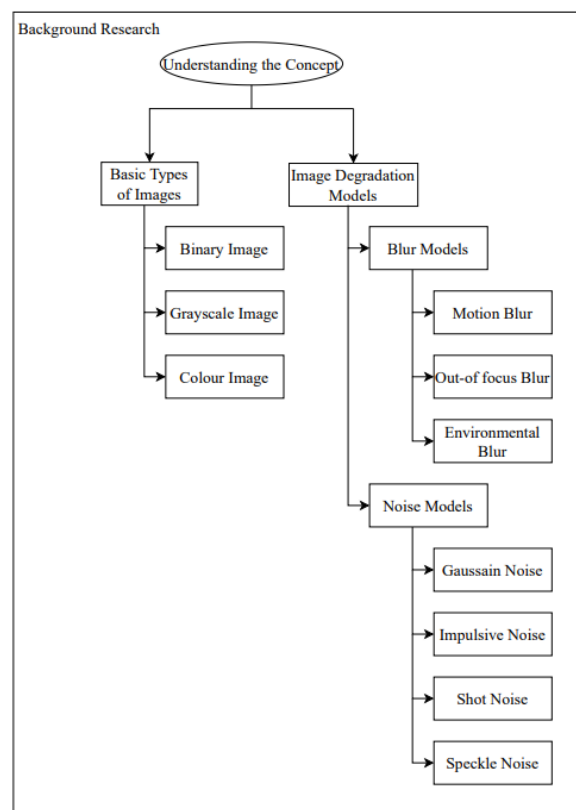 Background Research
Understanding the Concept
Basic Types
of Images
Binary Image
Grayscale Image
Colour Image
Image Degradation
Models
Blur Models
Motion Blur
Out-of focus Blur
Environmental
Blur
Noise Models
Gaussain Noise
Impulsive Noise
Shot Noise
Speckle Noise